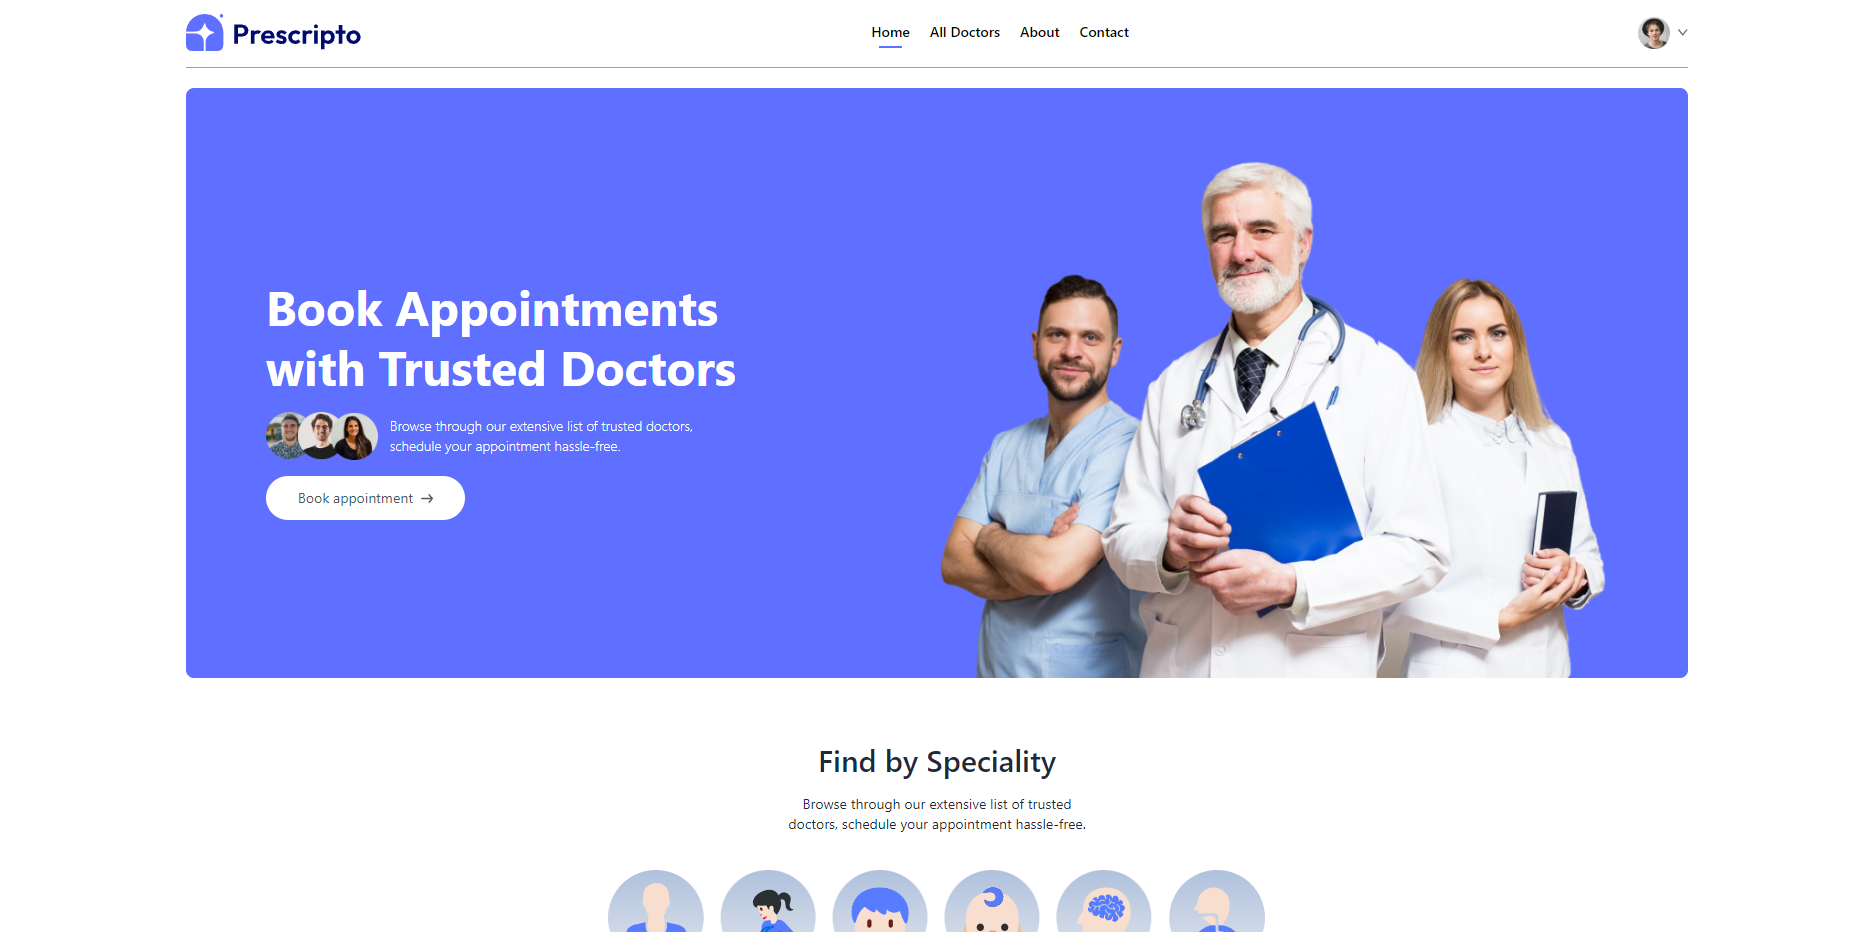 Prescripto
Home
All Doctors
About
Contact
Book Appointments
with Trusted Doctors
Browse through our extensive list of trusted doctors,
schedule your appointment hassle-free.
Book appointment
Find by Speciality
Browse through our extensive list of trusted
doctors, schedule your appointment hassle-free.